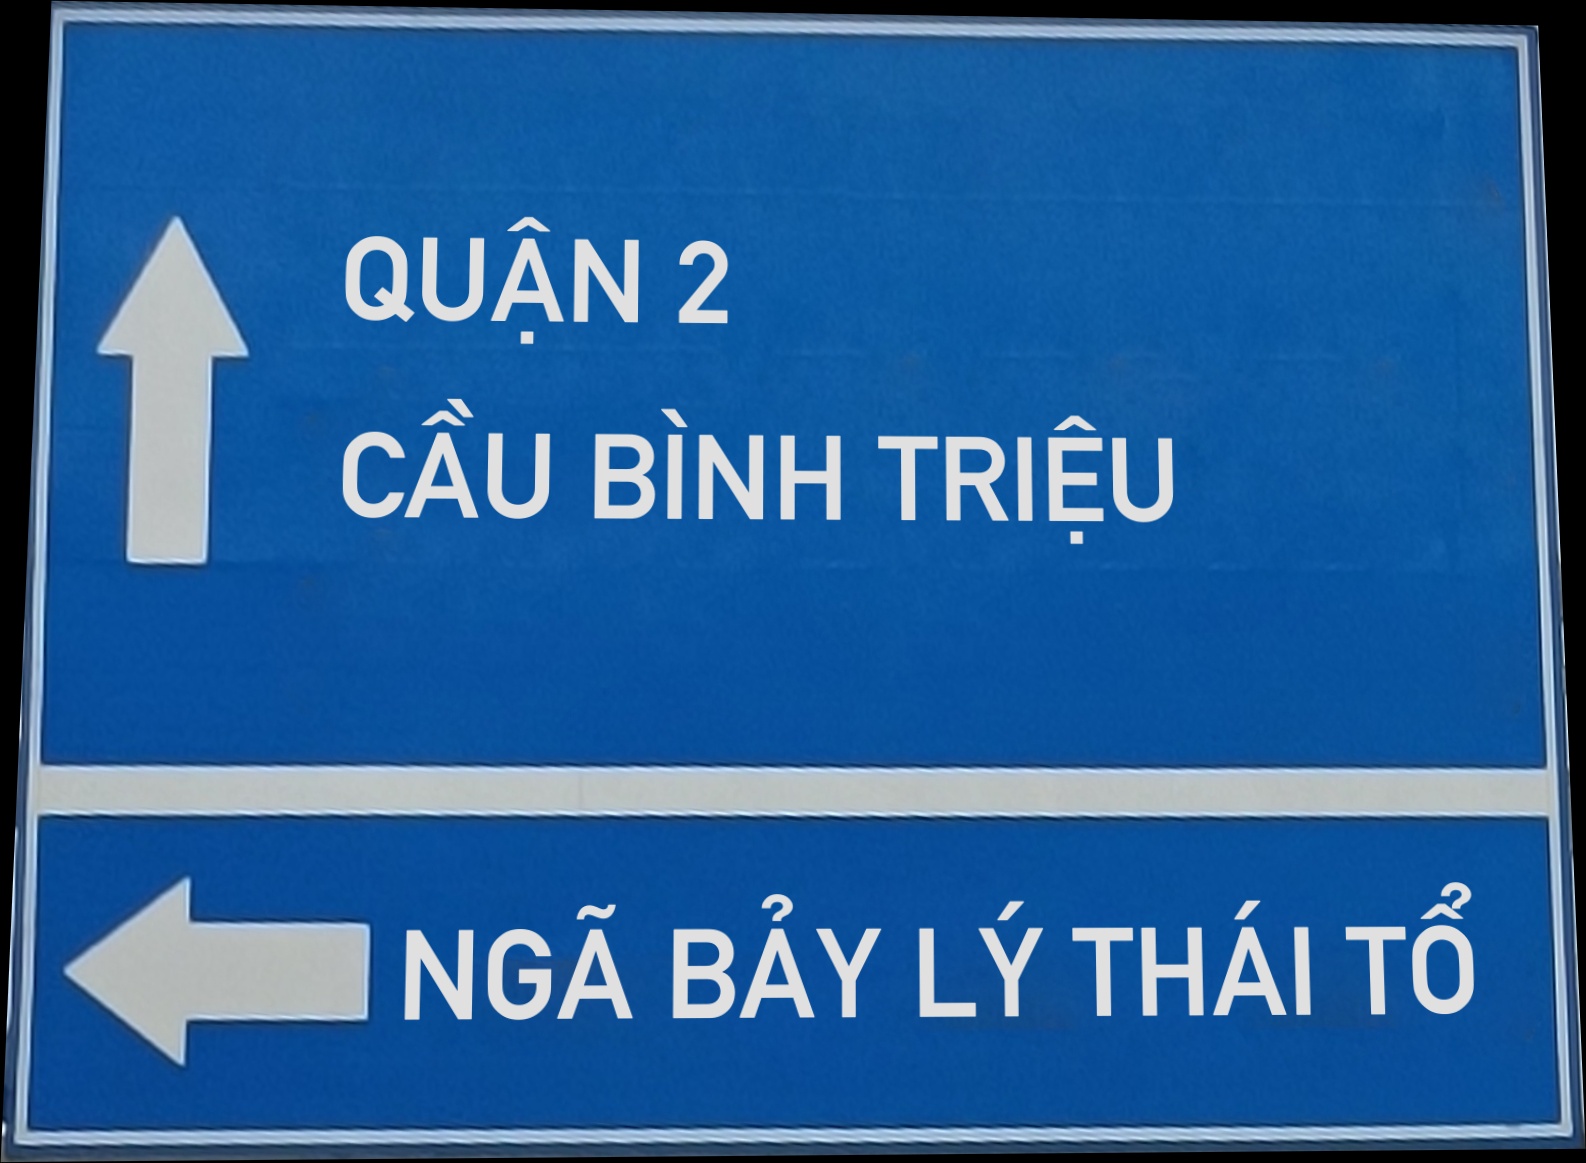 QUẬN 2
CẦU BÌNH TRIỆU
NGÃ BẢY LÝ THÁI TỔ